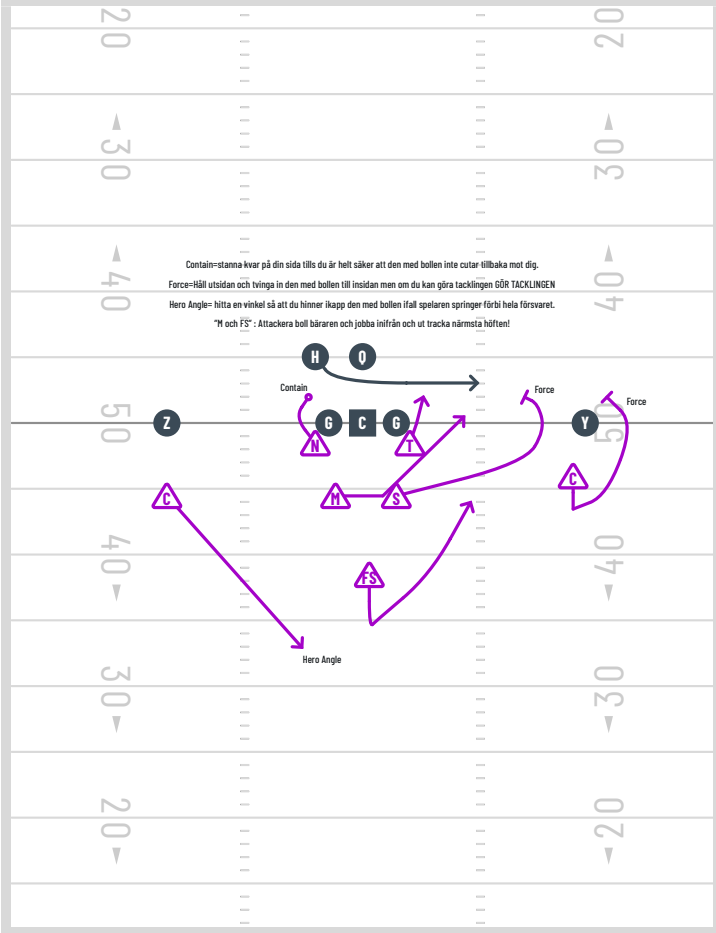 20 20
30 30
40 40
Contain=stanna kvar på din sida tills du är helt säker att den med bollen inte cutar tillbaka mot dig.
Force=Håll utsidan och tvinga in den med bollen till insidan men om du kan göra tacklingen GÖR TACKLINGEN
Hero Angle= hitta en vinkel så att du hinner ikapp den med bollen ifall spelaren springer förbi hela försvaret.
"M och FS" : Attackera boll bäraren och jobba inifrån och ut tracka närmsta höften!
H Q
Contain
Force
Force
50 Z G C G Y 50
N T
C M S C
40 40
FS
Hero Angle
30 30
20 20